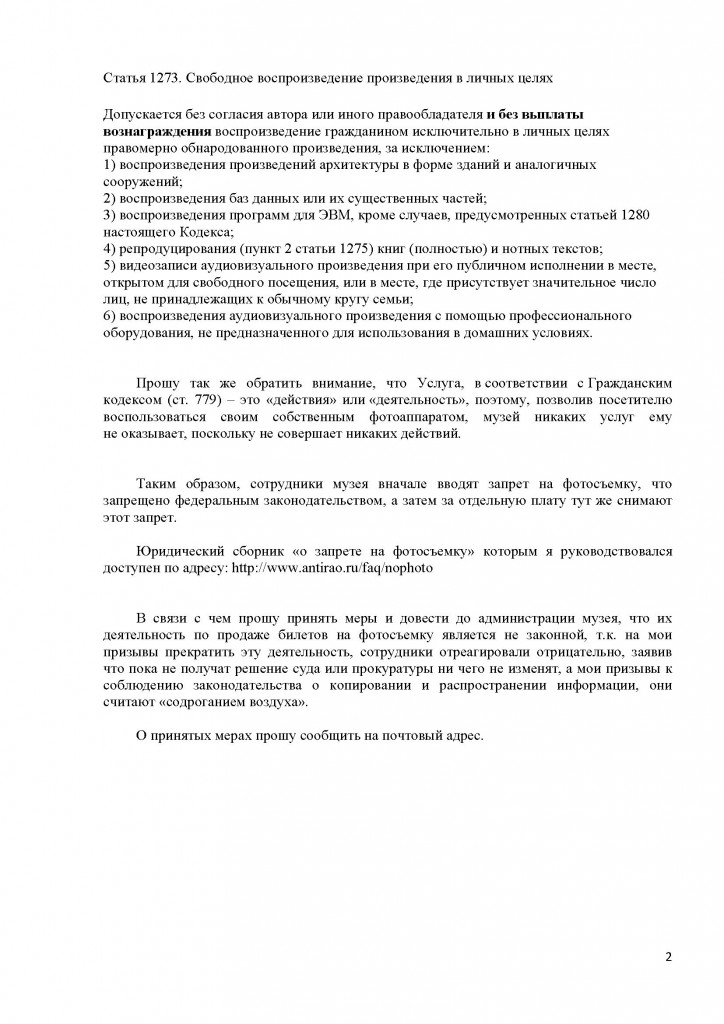 Статья 1273. Свободное воспроизведение произведения в личных целях
Допускается без согласия автора или иного правообладателя и без выплаты
вознаграждения воспроизведение гражданином исключительно в личных целях
правомерно обнародованного произведения, за исключением:
1) воспроизведения произведений архитектуры в форме зданий и аналогичных
сооружений;
2) воспроизведения баз данных или их существенных частей;
3) воспроизведения программ для ЭВМ, кроме случаев, предусмотренных статьей 1280
настоящего Кодекса;
4) репродуцирования (пункт 2 статьи 1275) книг (полностью) и нотных текстов;
5) видеозаписи аудиовизуального произведения при его публичном исполнении в месте,
открытом для свободного посещения, или в месте, где присутствует значительное число
лиц, не принадлежащих к обычному кругу семьи;
6) воспроизведения аудиовизуального произведения с помощью профессионального
оборудования, не предназначенного для использования в домашних условиях.
Прошу так же обратить внимание, что Услуга, в соответствии с Гражданским
кодексом (ст. 779) – это «действия» или «деятельность», поэтому, позволив посетителю
воспользоваться своим собственным фотоаппаратом, музей никаких услуг ему
не оказывает, поскольку не совершает никаких действий.
Таким образом, сотрудники музея вначале вводят запрет на фотосъемку, что
запрещено федеральным законодательством, а затем за отдельную плату тут же снимают
этот запрет.
Юридический сборник «о запрете на фотосъемку» которым я руководствовался
доступен по адресу: http://www.antirao.ru/faq/nophoto
В связи с чем прошу принять меры и довести до администрации музея, что их
деятельность по продаже билетов на фотосъемку является не законной, т.к. на мои
призывы прекратить эту деятельность, сотрудники отреагировали отрицательно, заявив
что пока не получат решение суда или прокуратуры ни чего не изменят, а мои призывы к
соблюдению законодательства о копировании и распространении информации, они
считают «содроганием воздуха».
О принятых мерах прошу сообщить на почтовый адрес.
2